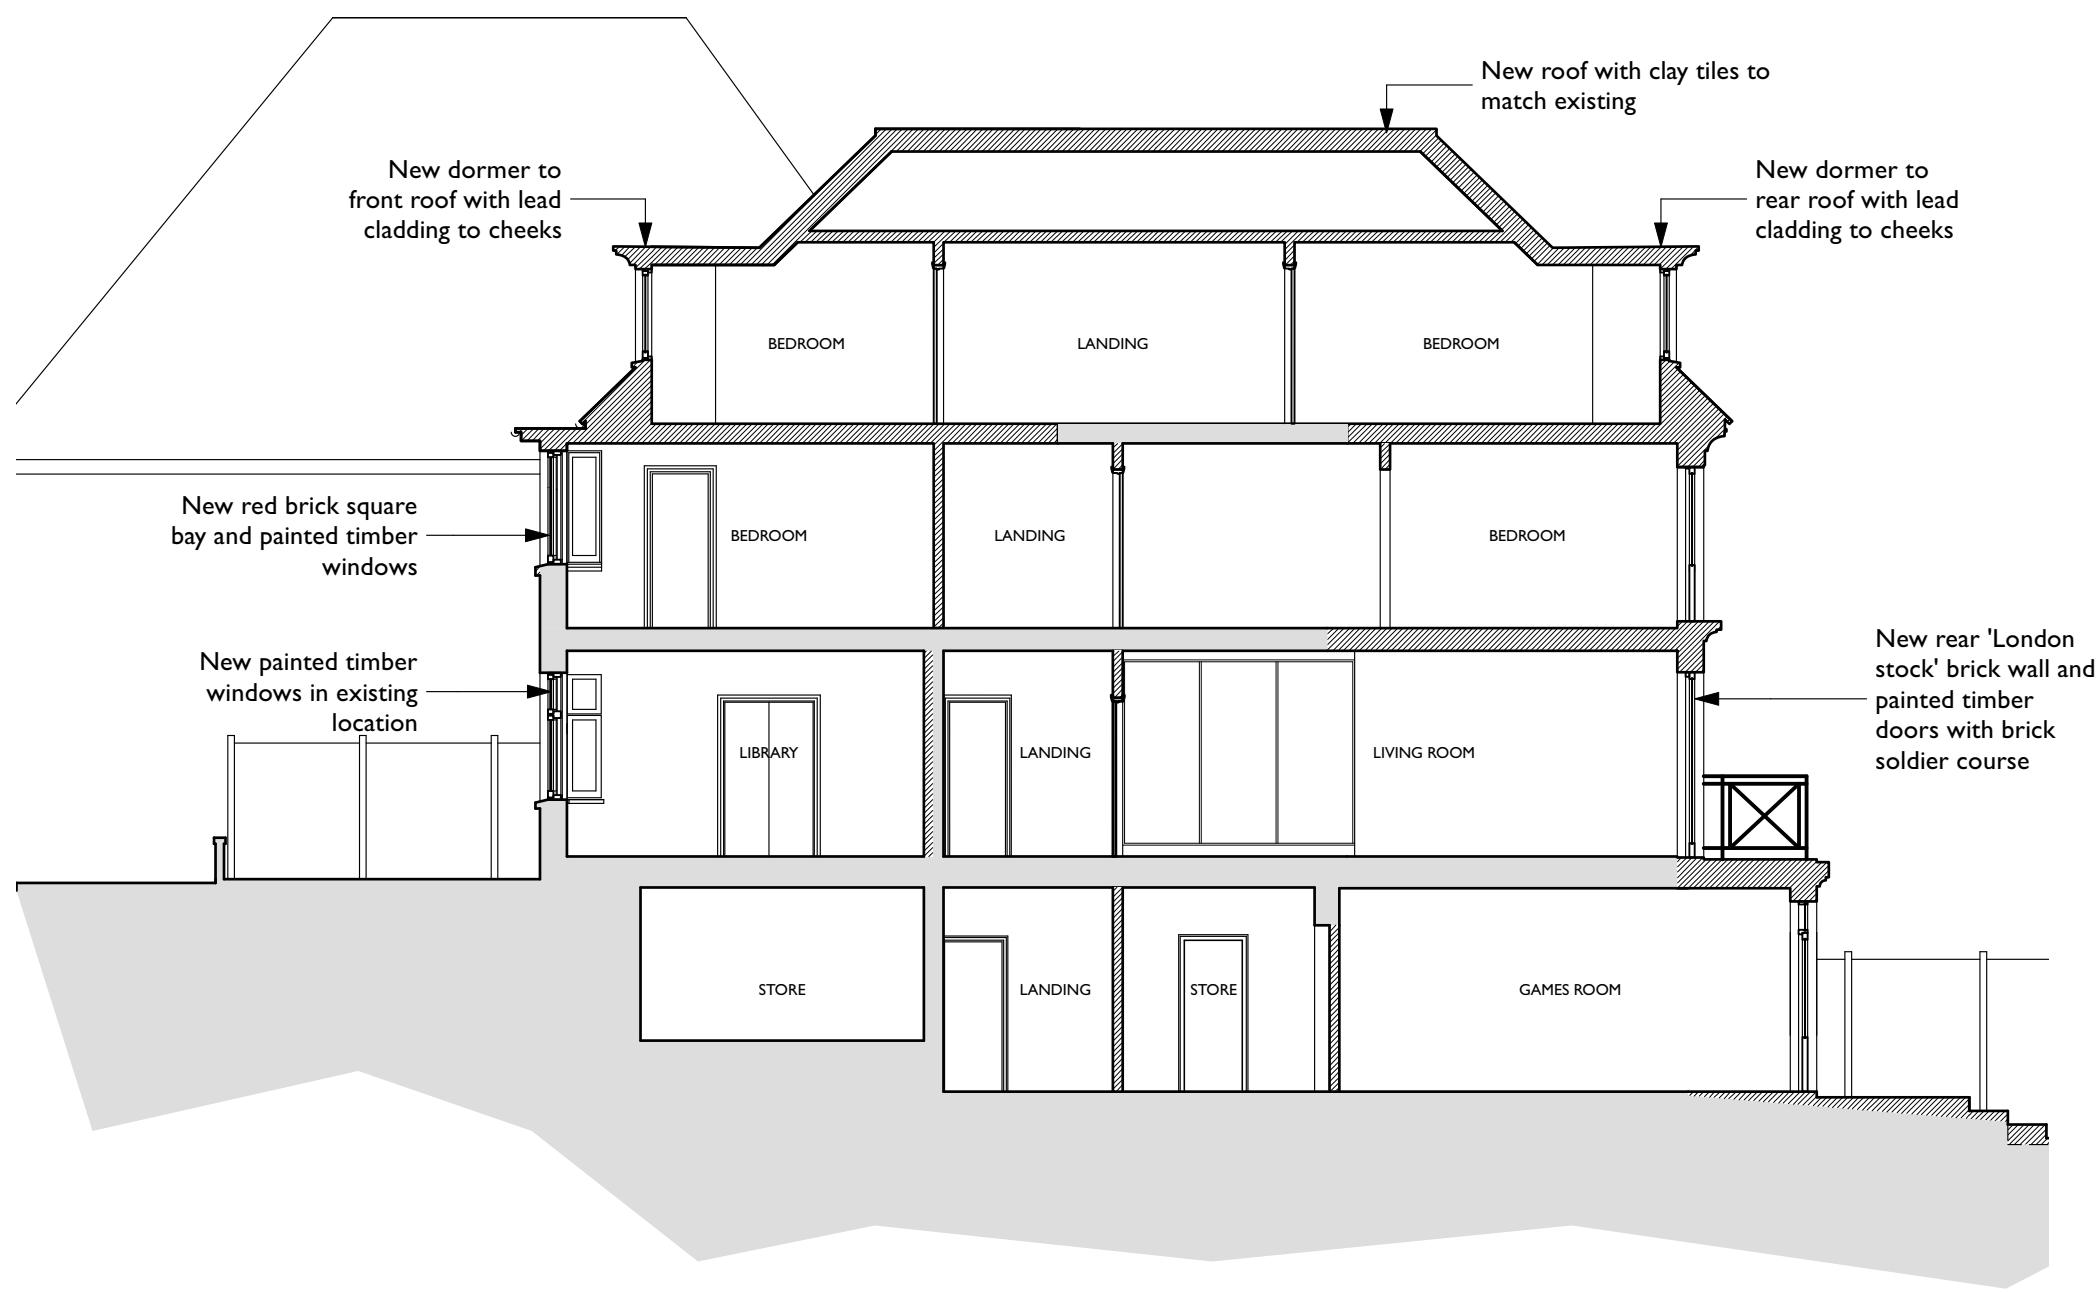 New roof with clay tiles to
match existing
New dormer to
front roof with lead
cladding to cheeks
New dormer to
rear roof with lead
cladding to cheeks
BEDROOM
LANDING
BEDROOM
New red brick square
bay and painted timber
windows
BEDROOM
LANDING
BEDROOM
New painted timber
windows in existing
location
New rear 'London
stock' brick wall and
painted timber
doors with brick
soldier course
LIBRARY
LANDING
LIVING ROOM
STORE
LANDING
STORE
GAMES ROOM